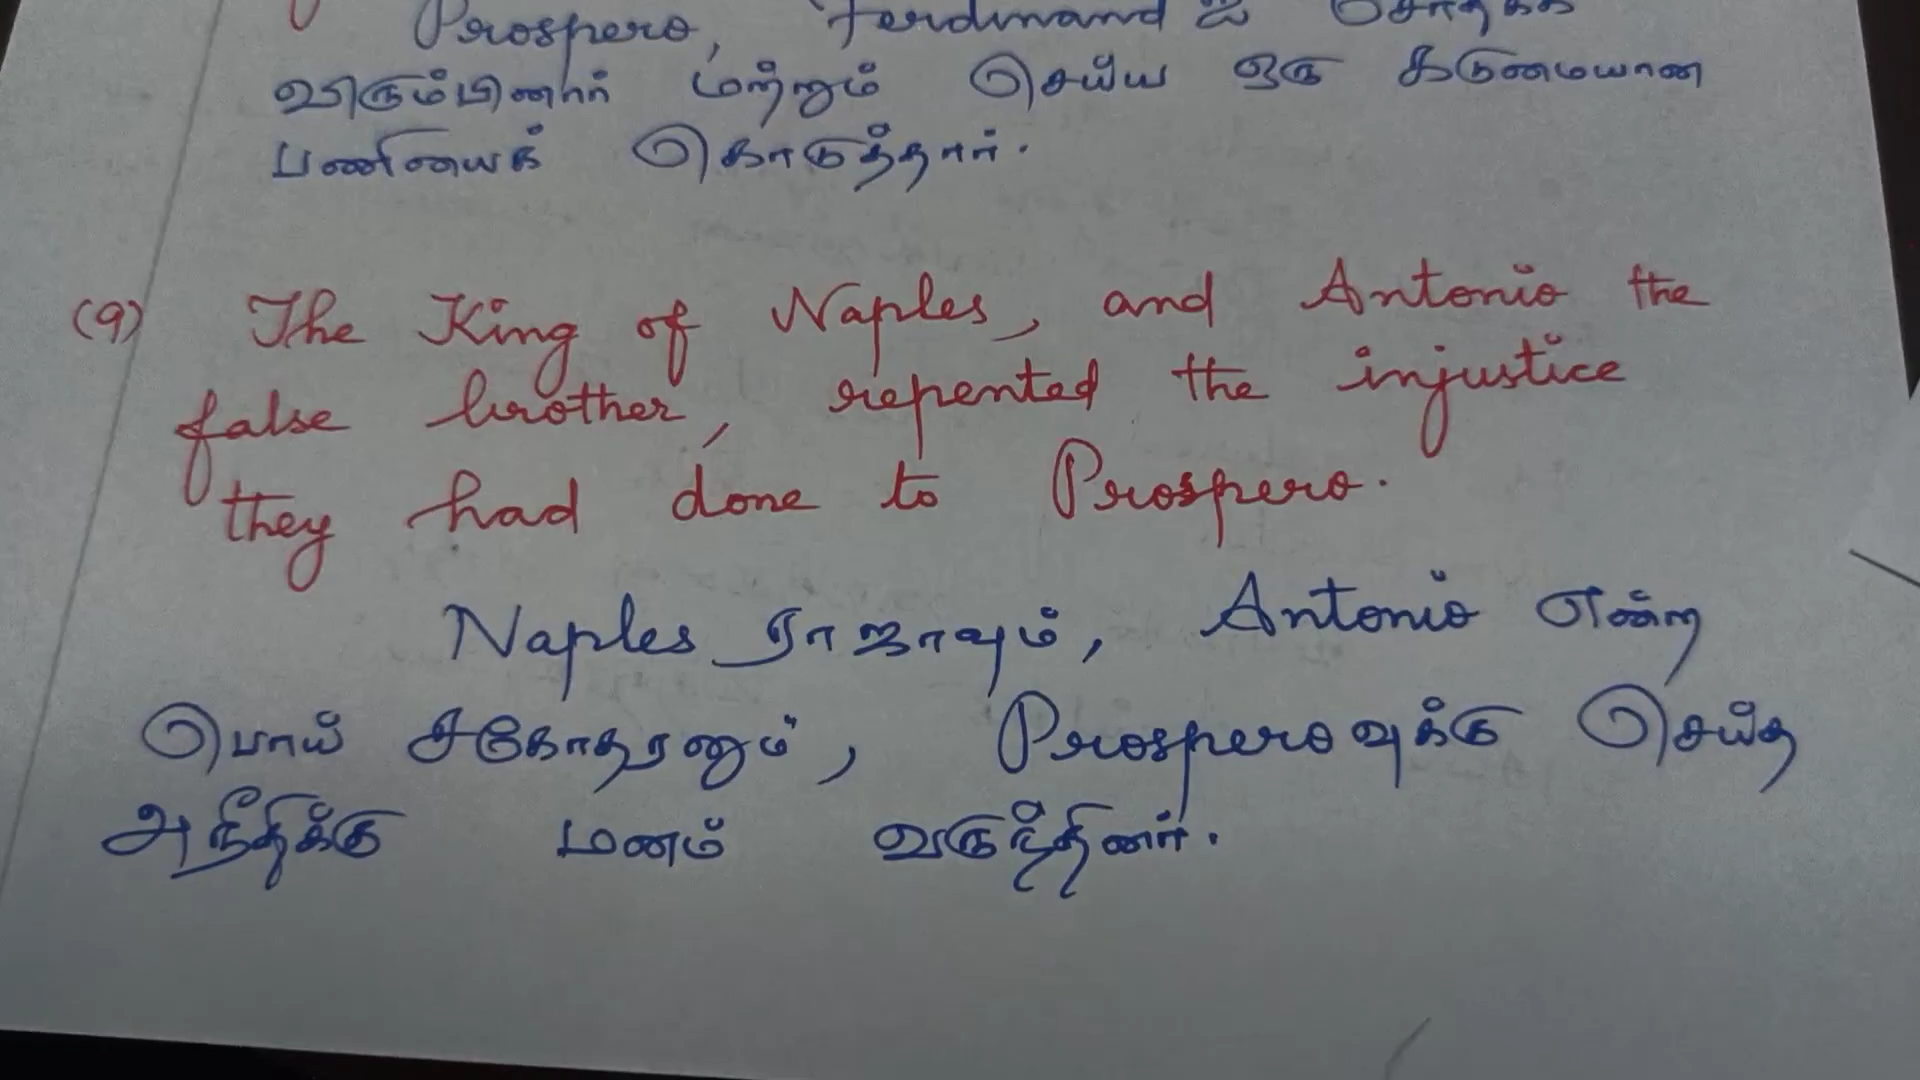 Prospero, Ferdinand ஐ சோதிக்க
விரும்பினார் மற்றும் செய்ய ஒரு கடுமையான
பணியைக் கொடுத்தார்.
(9) The King of Naples, and Antonio the
false brother, repented the injustice
they had done to Prospero.
Naples ராஜாவும், Antonio என்ற
பொய் சகோதரனும், Prosperoவுக்கு செய்த
அநீதிக்கு மனம் வருந்தினர்.